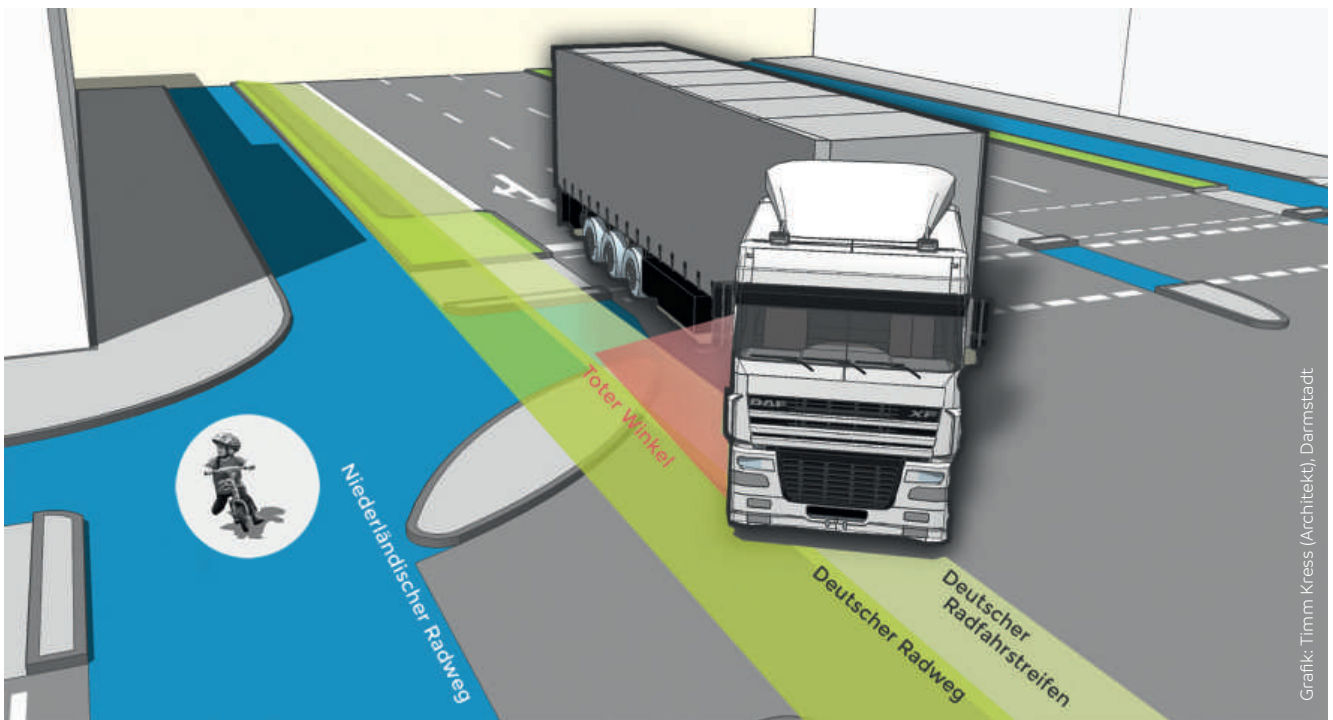 Toter Winkel
DAF
XF
Niederländischer Radweg
Deutscher Radweg
Deutscher
Radfahrstreifen
Grafik: Timm Kress (Architekt), Darmstadt